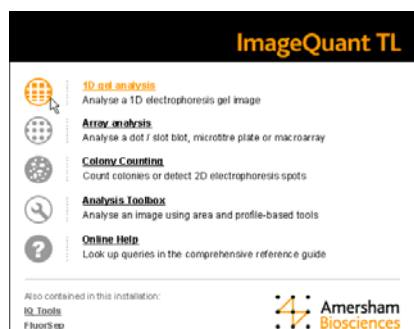 ImageQuant TL
1D gel analysis
Analyse a 1D electrophoresis gel image
Array analysis
Analyse a dot / slot blot, microtitre plate or macroarray
Colony Counting
Count colonies or detect 2D electrophoresis spots
Analysis Toolbox
Analyse an image using area and profile-based tools
?
Online Help
Look up queries in the comprehensive reference guide
Also contained in this installation:
IQ Tools
FluorSep
Amersham
Biosciences